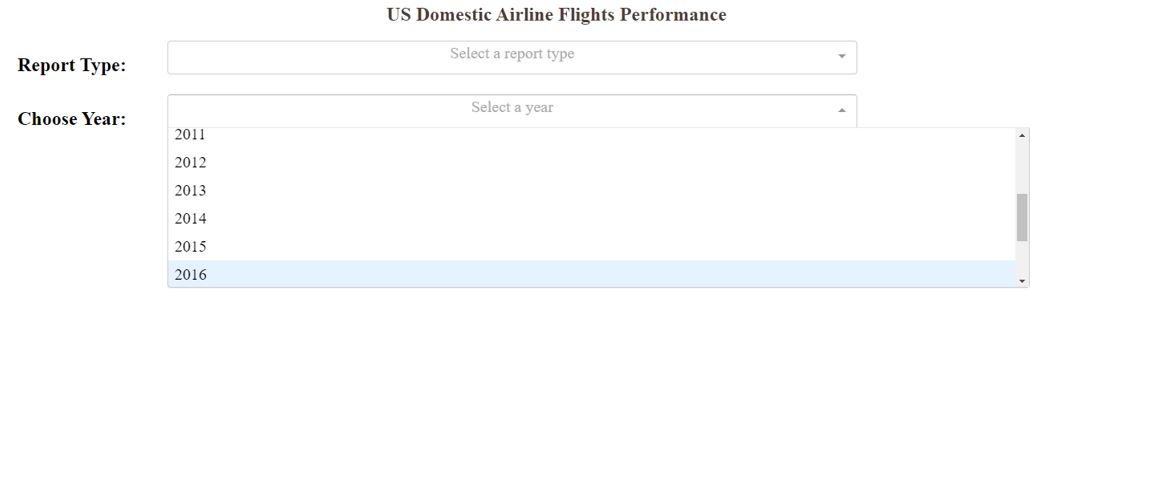 US Domestic Airline Flights Performance
Report Type:
Select a report type
Choose Year:
Select a year
2011
2012
2013
2014
2015
2016